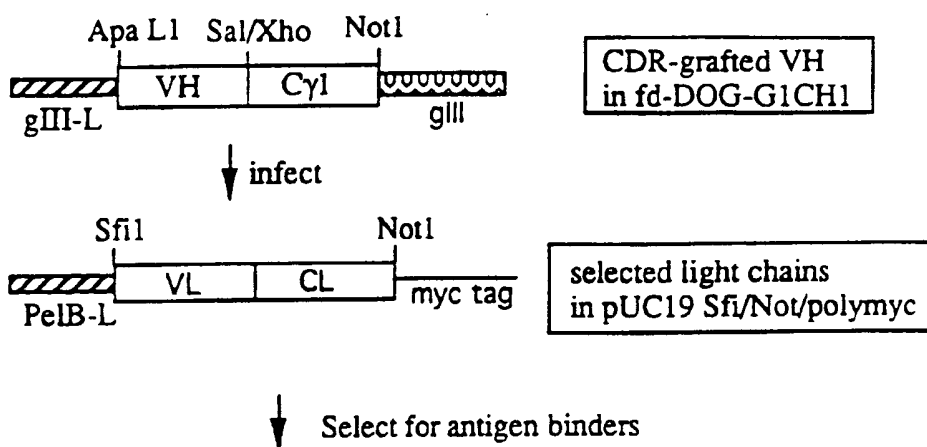 Apa L1 Sal/Xho Not1
VH Cγ1
gIII-L gIII
CDR-grafted VH
in fd-DOG-G1CH1
infect
Sfi1 Not1
VL CL
PelB-L myc tag
selected light chains
in pUC19 Sfi/Not/polymyc
Select for antigen binders